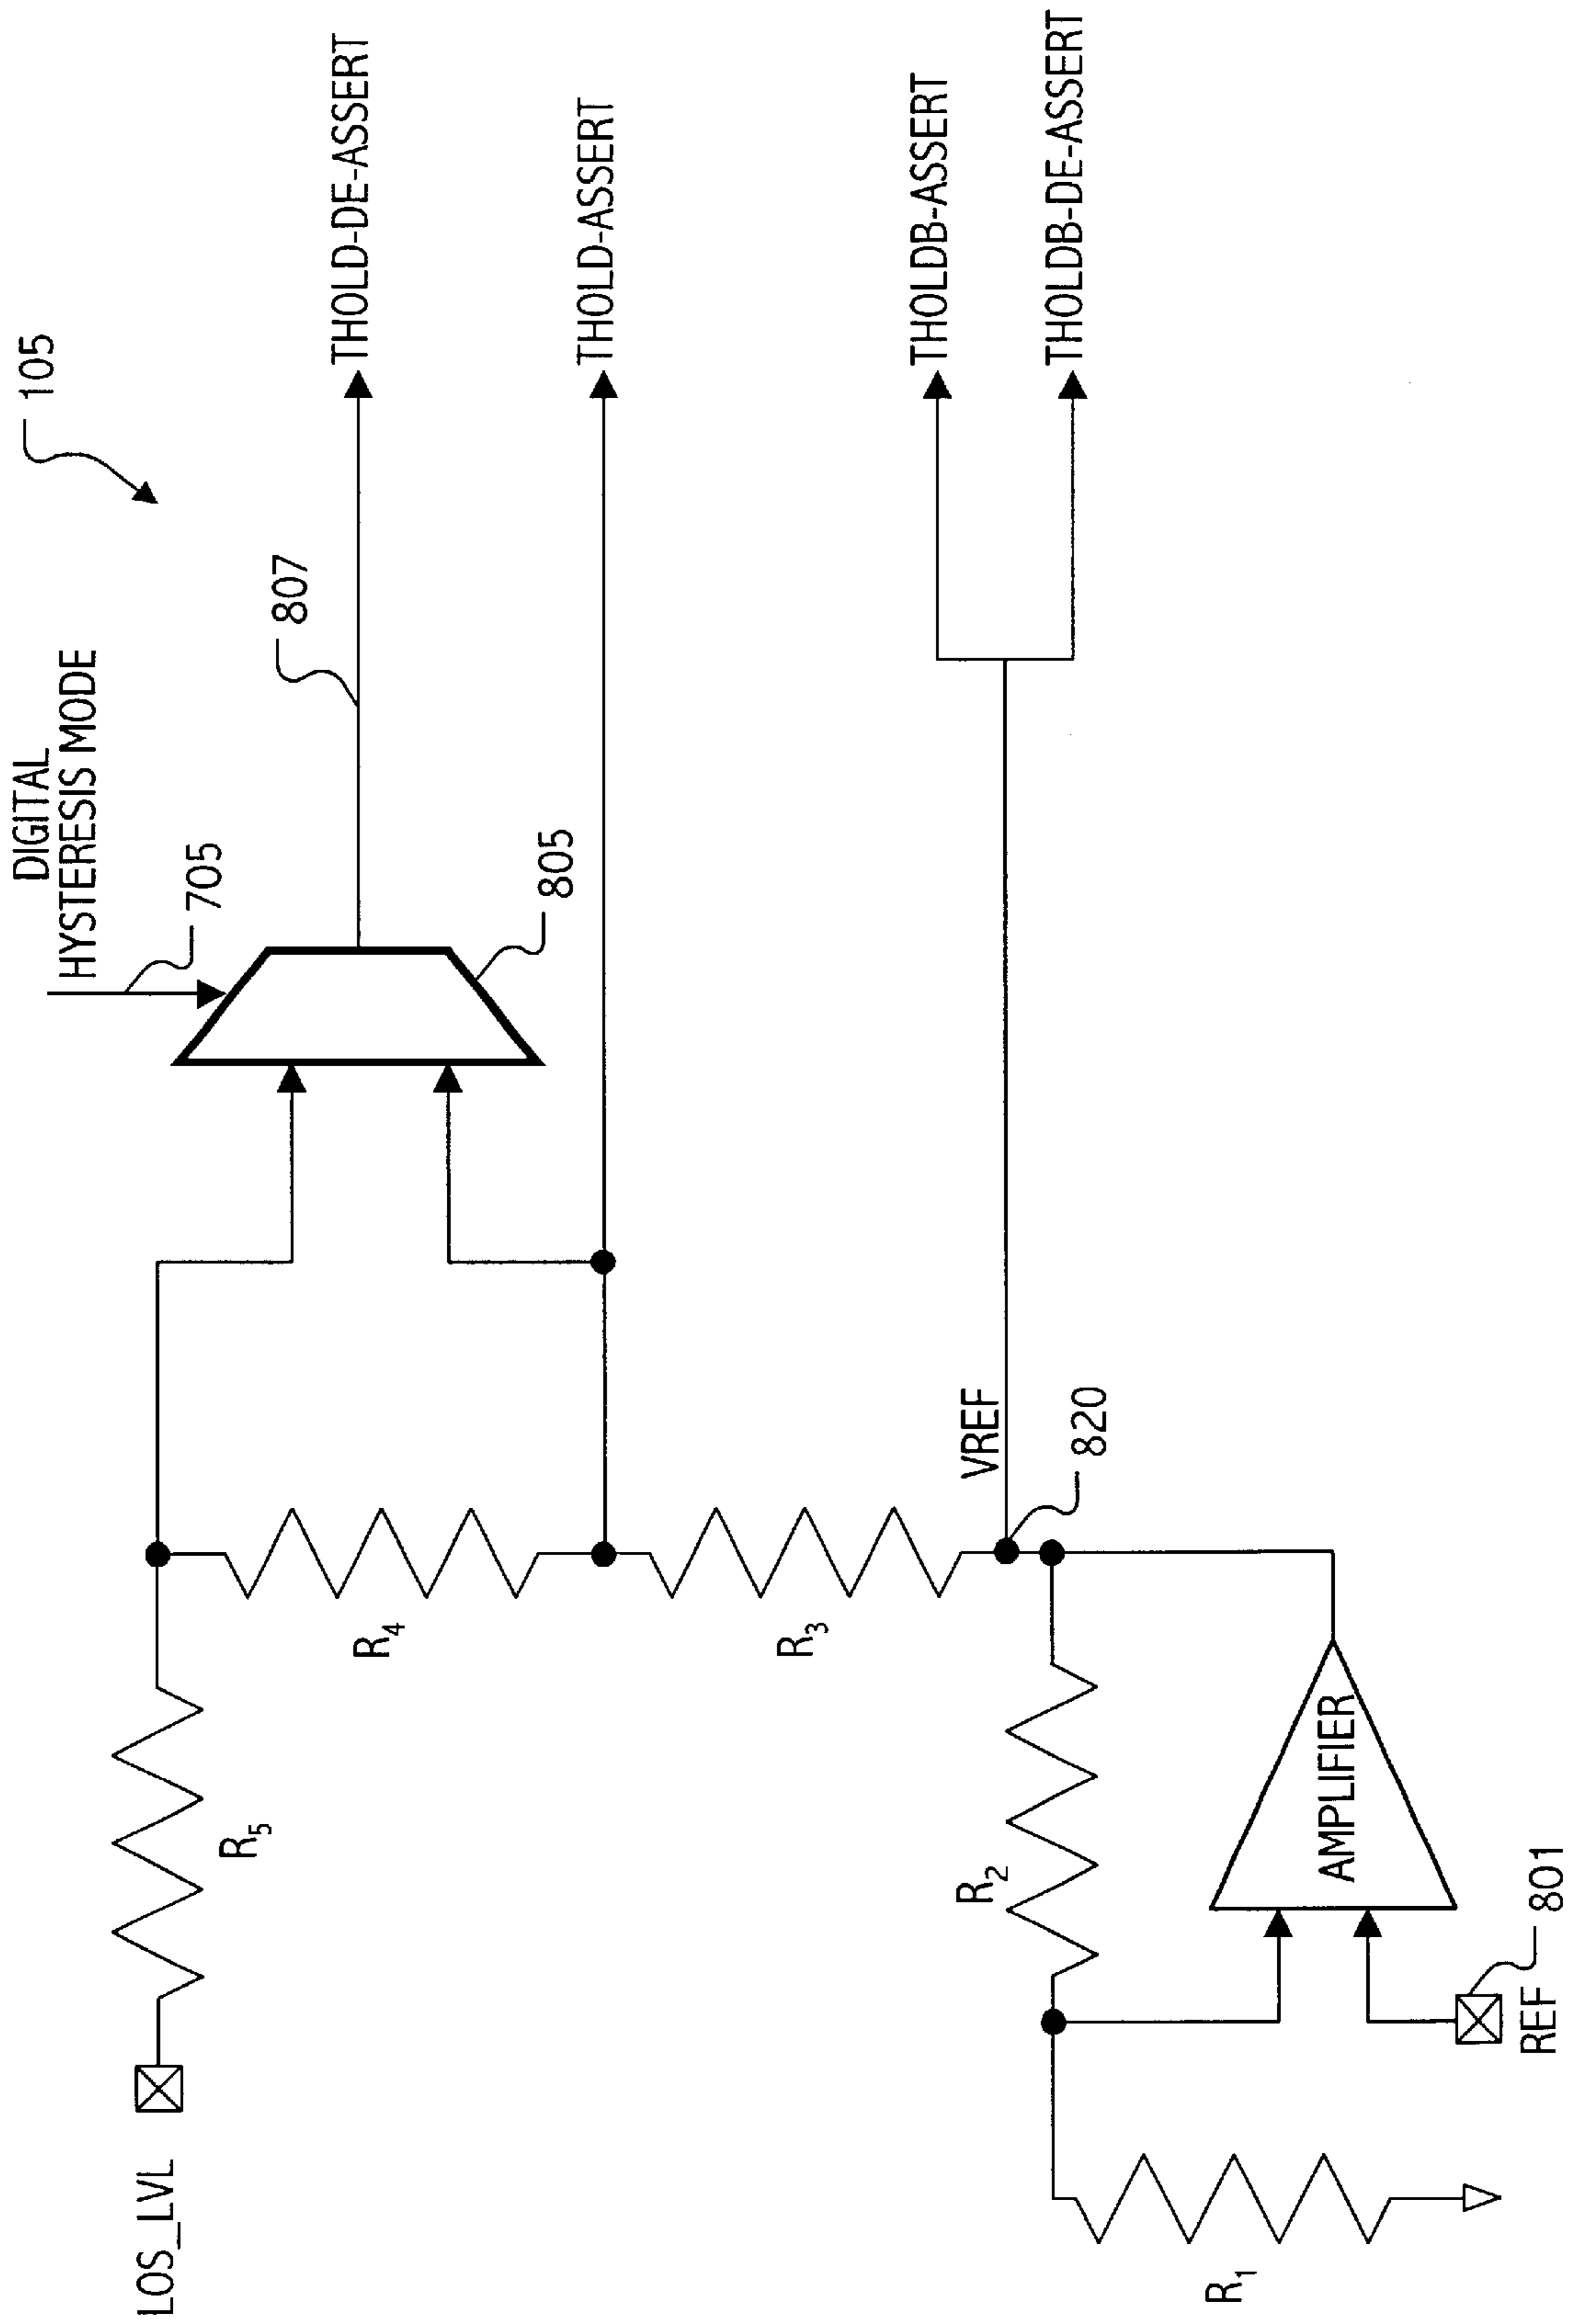 105
DIGITAL
HYSTERESIS MODE
705
807
THOLD-DE-ASSERT
805
THOLD-ASSERT
LOS_LVL
R5
R4
R3
VREF
820
THOLDB-ASSERT
THOLDB-DE-ASSERT
R2
AMPLIFIER
R1
REF
801